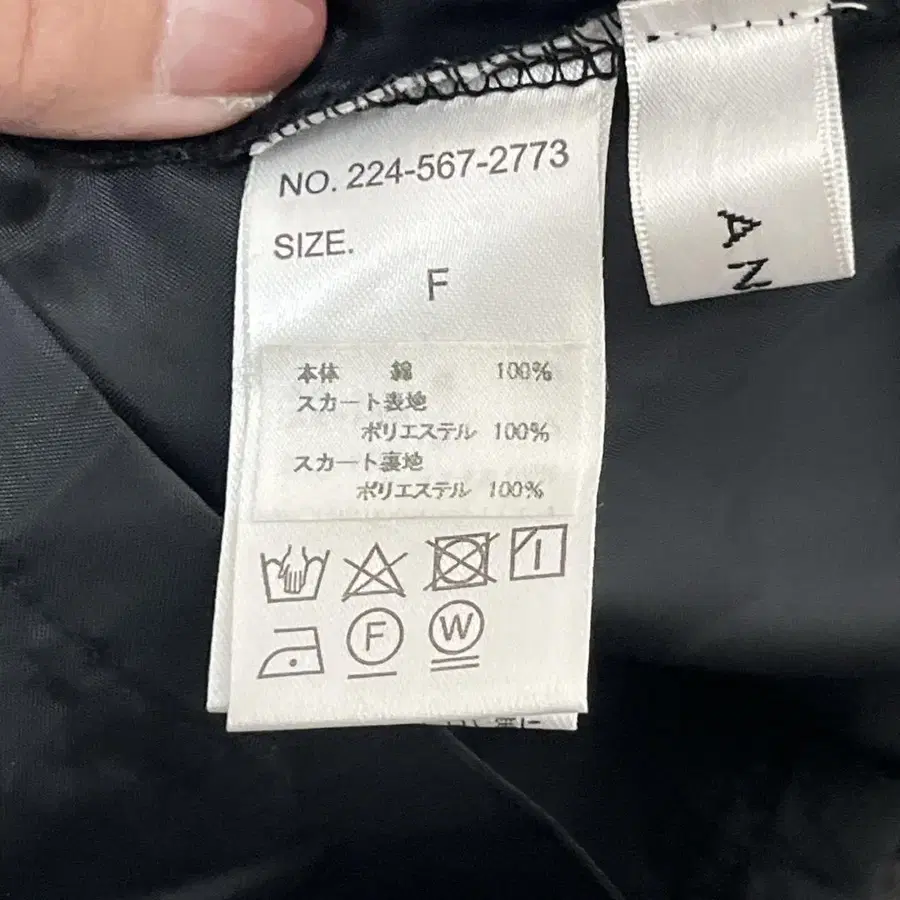 NO. 224-567-2773
SIZE.
F
本体 綿 100%
スカート表地
ポリエステル 100%
スカート裏地
ポリエステル 100%
F W
AN